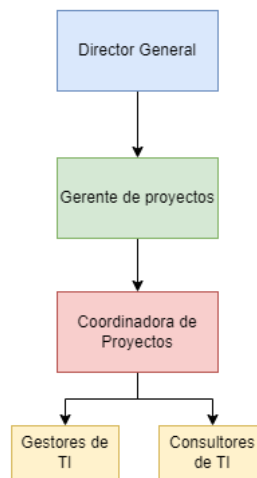 Director General
Gerente de proyectos
Coordinadora de
Proyectos
Gestores de
TI
Consultores
de TI